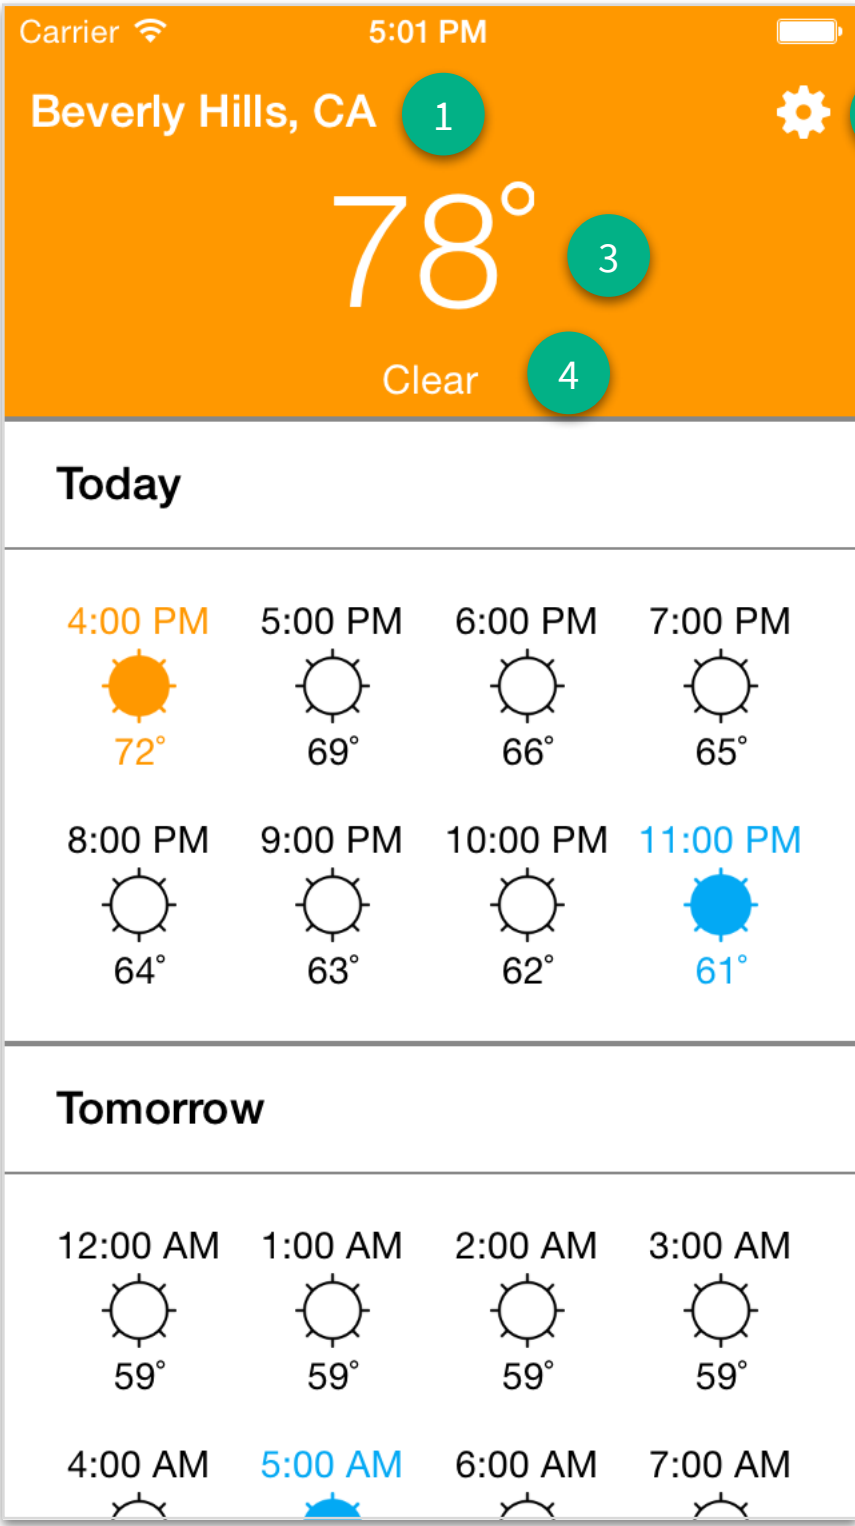 Carrier 5:01 PM
Beverly Hills, CA 1
78° 3
Clear 4
Today
4:00 PM 5:00 PM 6:00 PM 7:00 PM
72° 69° 66° 65°
8:00 PM 9:00 PM 10:00 PM 11:00 PM
64° 63° 62° 61°
Tomorrow
12:00 AM 1:00 AM 2:00 AM 3:00 AM
59° 59° 59° 59°
4:00 AM 5:00 AM 6:00 AM 7:00 AM